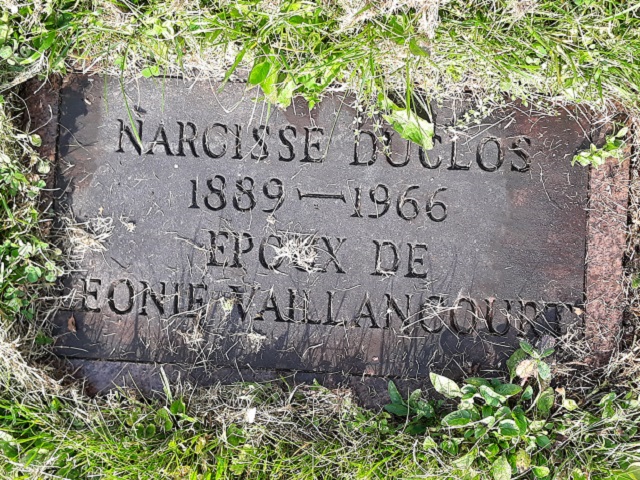 NARCISSE DUCLOS
1889—1966
EPOUX DE
EONIE VAILLANCOURT